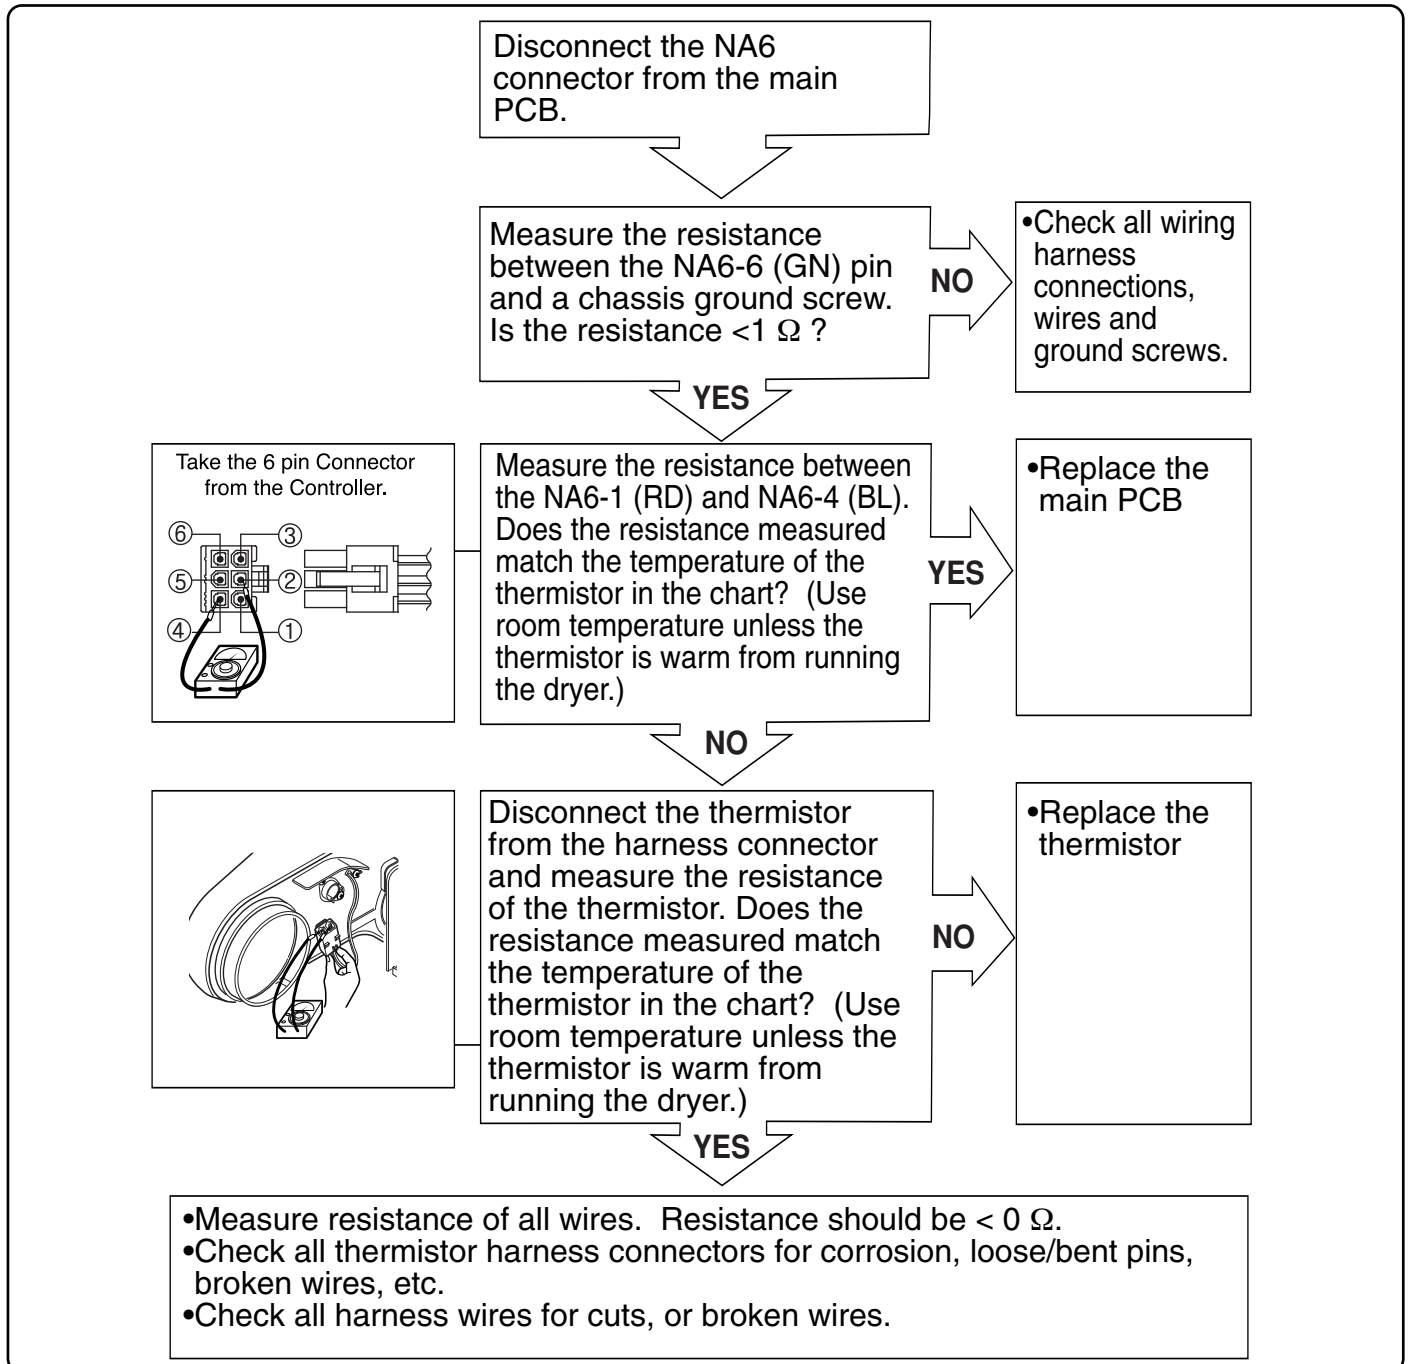 Disconnect the NA6
connector from the main
PCB.
Measure the resistance
between the NA6-6 (GN) pin
and a chassis ground screw.
Is the resistance <1 Ω ?
NO
•Check all wiring
harness
connections,
wires and
ground screws.
YES
Take the 6 pin Connector
from the Controller.
⑥
③
⑤
②
④
①
Measure the resistance between
the NA6-1 (RD) and NA6-4 (BL).
Does the resistance measured
match the temperature of the
thermistor in the chart?  (Use
room temperature unless the
thermistor is warm from running
the dryer.)
YES
•Replace the
main PCB
NO
Disconnect the thermistor
from the harness connector
and measure the resistance
of the thermistor. Does the
resistance measured match
the temperature of the
thermistor in the chart?  (Use
room temperature unless the
thermistor is warm from
running the dryer.)
NO
•Replace the
thermistor
YES
•Measure resistance of all wires.  Resistance should be < 0 Ω.
•Check all thermistor harness connectors for corrosion, loose/bent pins,
broken wires, etc.
•Check all harness wires for cuts, or broken wires.